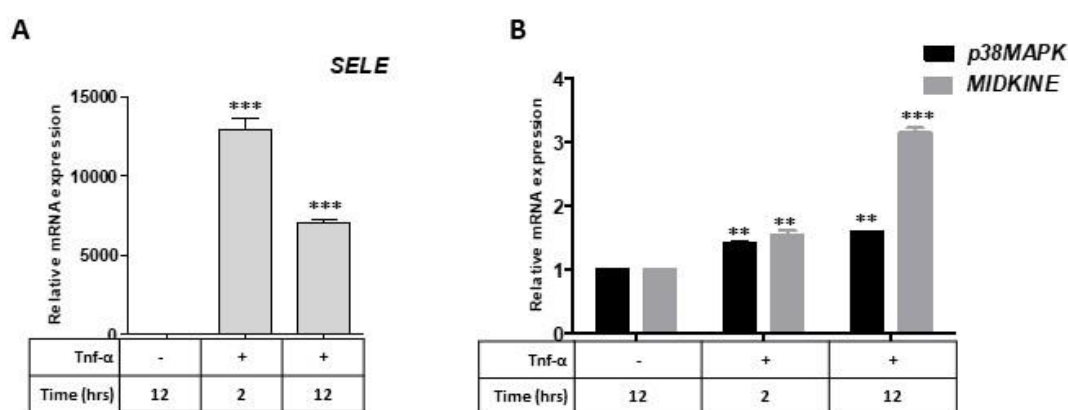 A
SELE
Relative mRNA expression
15000
***
10000
***
5000
0
Tnf-α - + +
Time (hrs) 12 2 12
B
p38MAPK
MIDKINE
Relative mRNA expression
4
***
3
2
** ** **
1
0
Tnf-α - + +
Time (hrs) 12 2 12